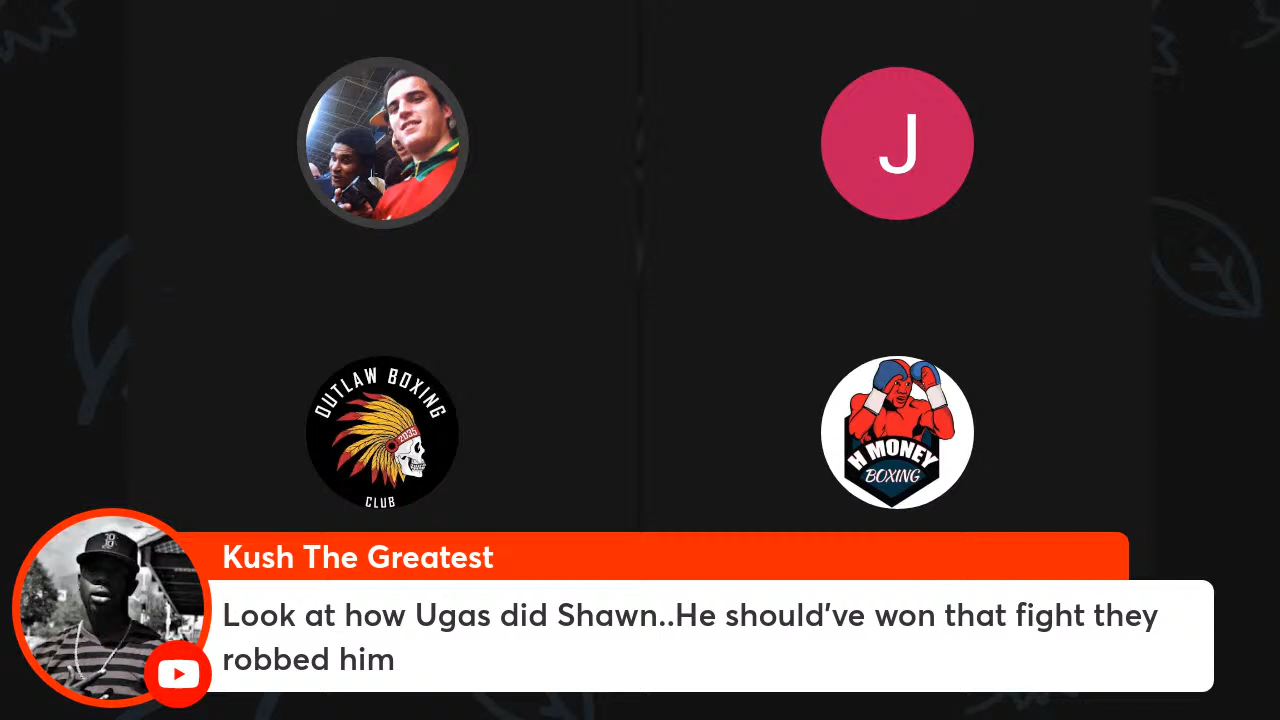 J
OUTLAW BOXING
2035
CLUB
H MONEY
BOXING
Kush The Greatest
Look at how Ugas did Shawn..He should've won that fight they
robbed him